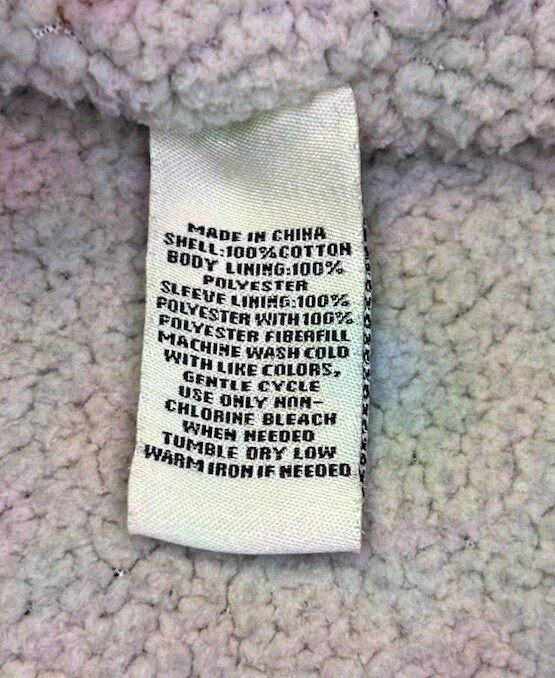 MADE IN CHINA
SHELL:100%COTTON
BODY LINING:100%
POLYESTER
SLEEVE LINING:100%
POLYESTER WITH 100%
POLYESTER FIBERFILL
MACHINE WASH COLD
WITH LIKE COLORS,
GENTLE CYCLE
USE ONLY NON-
CHLORINE BLEACH
WHEN NEEDED
TUMBLE DRY LOW
WARM IRON IF NEEDED